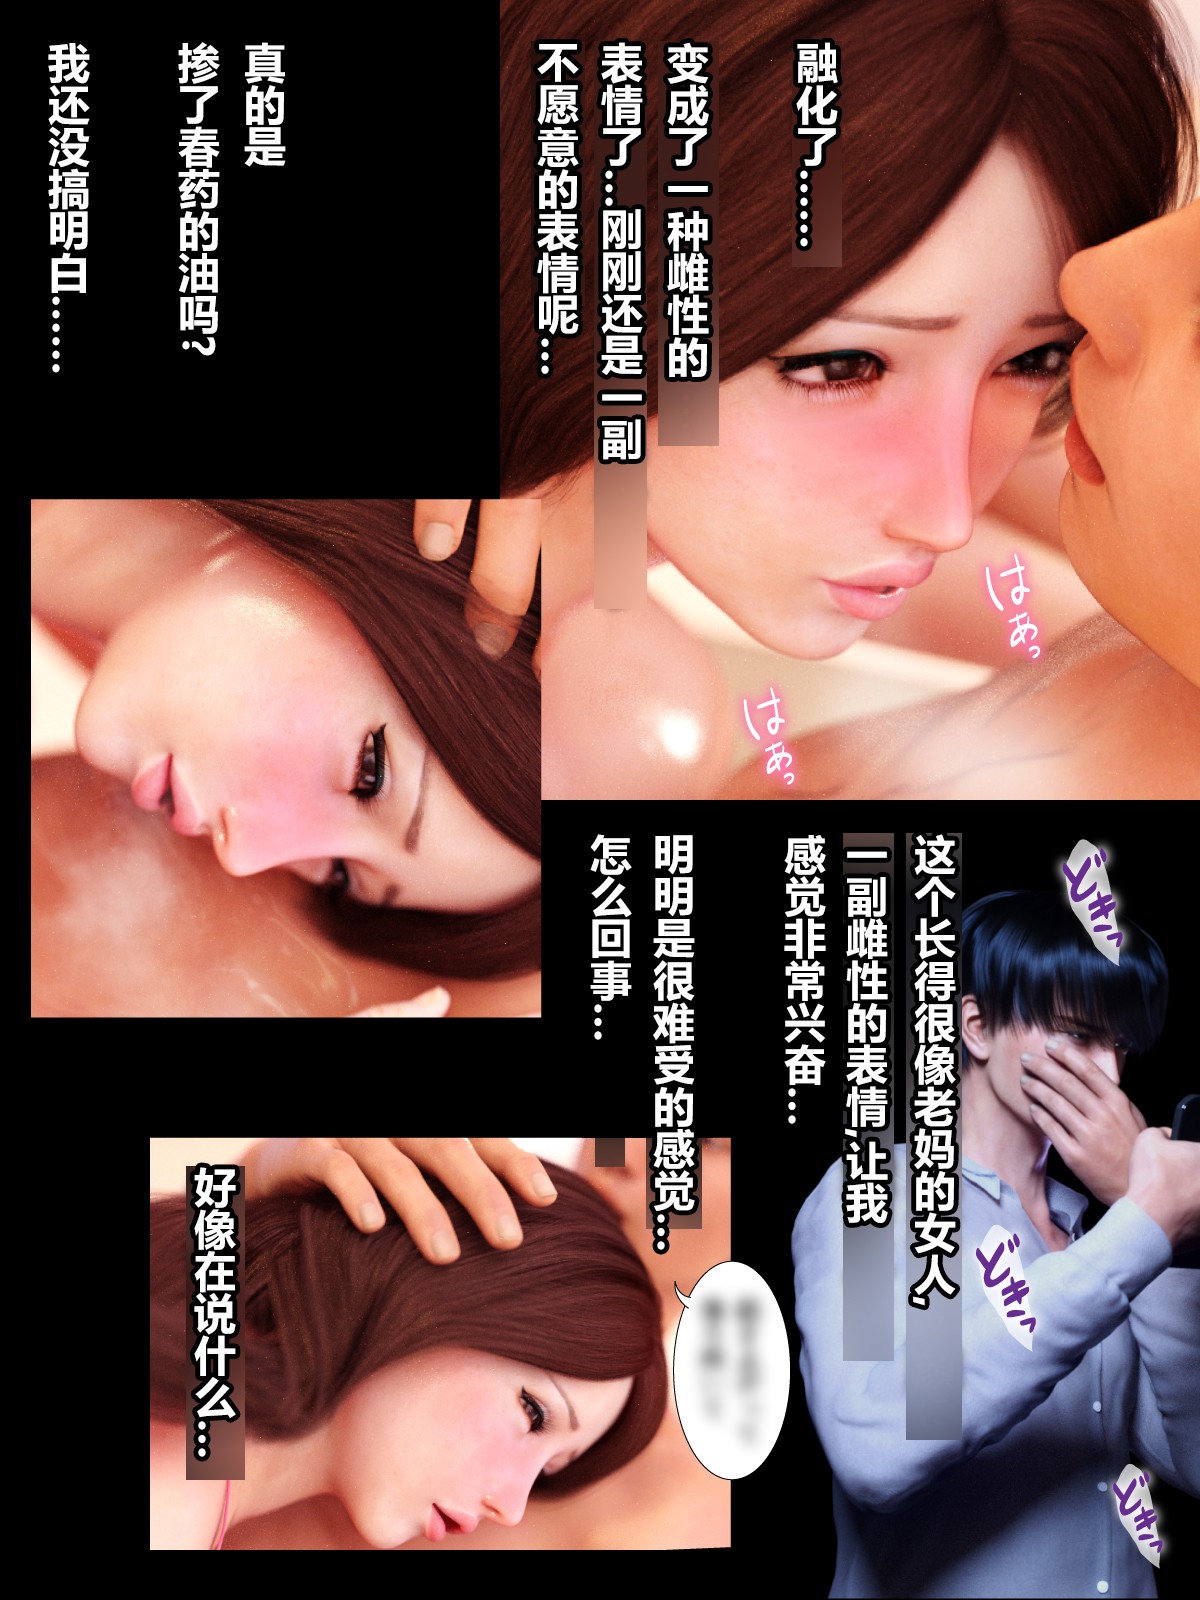 融化了……
变成了一种雌性的
表情了…刚刚还是一副
不愿意的表情呢…
真的是
掺了春药的油吗?
我还没搞明白……
はぁっ
はぁっ
这个长得很像老妈的女人,
一副雌性的表情,让我
感觉非常兴奋…
明明是很难受的感觉…
怎么回事…
どきっ
どきっ
どきっ
好像在说什么…